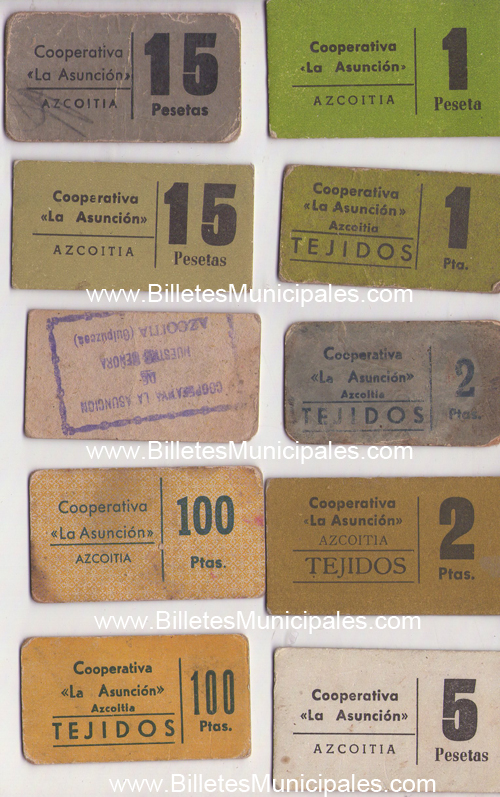 Cooperativa
«La Asunción»
AZCOITIA
15
Pesetas
Cooperativa
«La Asunción»
AZCOITIA
1
Peseta
www.BilletesMunicipales.com
Cooperativa
«La Asunción»
AZCOITIA
15
Pesetas
Cooperativa
«La Asunción»
Azcoitia
TEJIDOS
1
Pta.
www.BilletesMunicipales.com
COOPERATIVA LA ASUNCION
DE
NUESTRA SEÑORA
AZCOITIA (Guipúzcoa)
Cooperativa
«La Asunción»
Azcoitia
TEJIDOS
2
Ptas.
www.BilletesMunicipales.com
Cooperativa
«La Asunción»
AZCOITIA
100
Ptas.
Cooperativa
«La Asunción»
AZCOITIA
TEJIDOS
2
Ptas.
www.BilletesMunicipales.com
Cooperativa
«La Asunción»
Azcoitia
TEJIDOS
100
Ptas.
Cooperativa
«La Asunción»
AZCOITIA
5
Pesetas
www.BilletesMunicipales.com